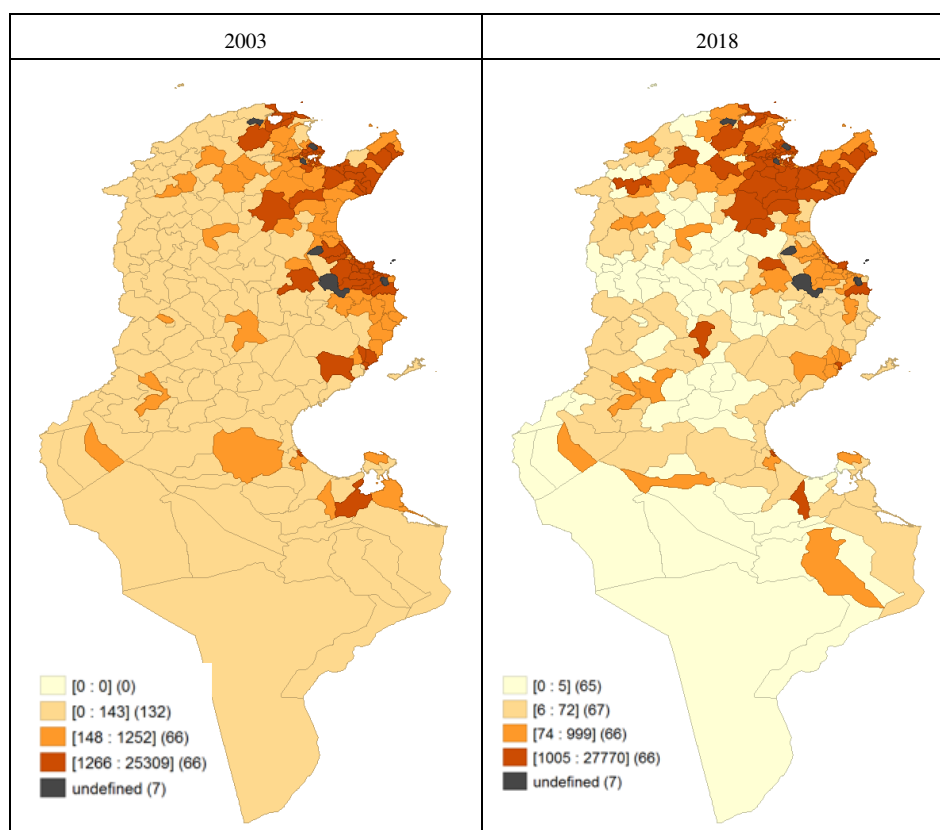 2003
2018
[0 : 0] (0)
[0 : 143] (132)
[148 : 1252] (66)
[1266 : 25309] (66)
undefined (7)
[0 : 5] (65)
[6 : 72] (67)
[74 : 999] (66)
[1005 : 27770] (66)
undefined (7)